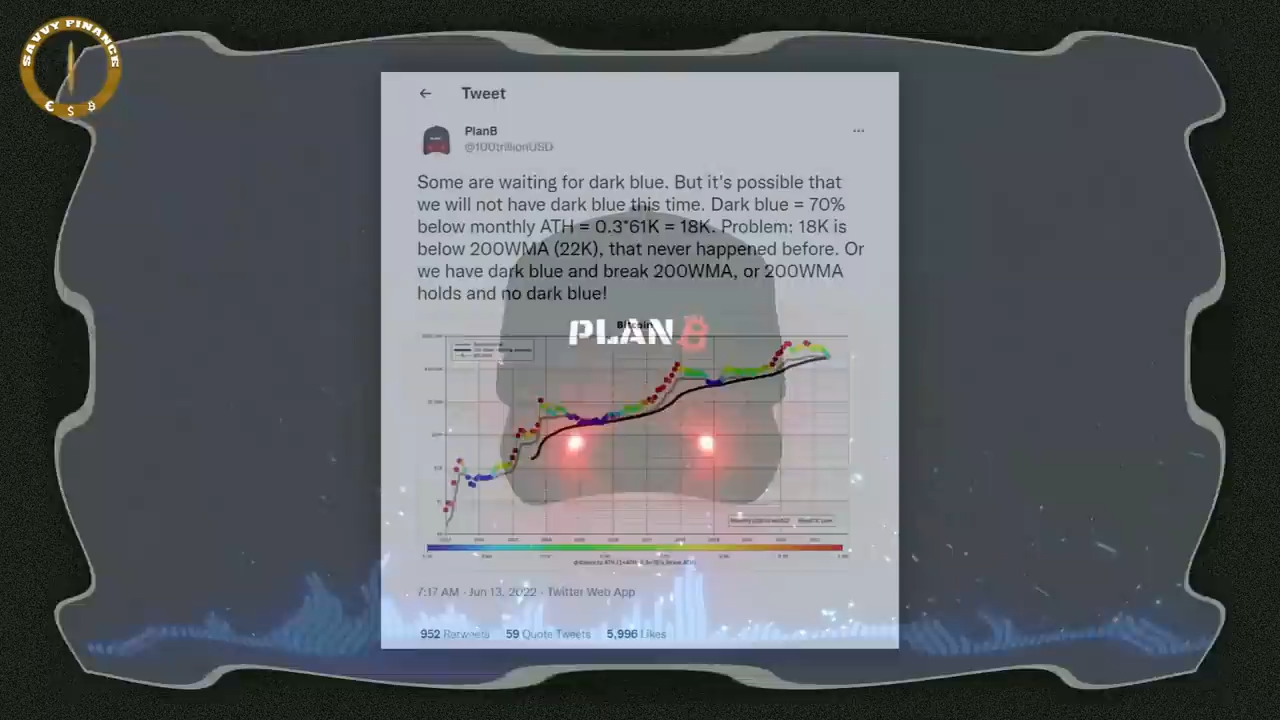 SAVVY FINANCE
€ $ ₿
Tweet
PlanB
@100trillionUSD
Some are waiting for dark blue. But it's possible that
we will not have dark blue this time. Dark blue = 70%
below monthly ATH = 0.3*61K = 18K. Problem: 18K is
below 200WMA (22K), that never happened before. Or
we have dark blue and break 200WMA, or 200WMA
holds and no dark blue!
Bitcoin
PLAN₿
7:17 AM · Jun 13, 2022 · Twitter Web App
952 Retweets 59 Quote Tweets 5,996 Likes